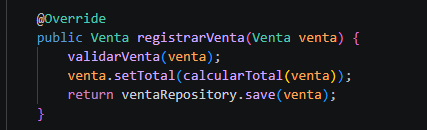 @Override
public Venta registrarVenta(Venta venta) {
    validarVenta(venta);
    venta.setTotal(calcularTotal(venta));
    return ventaRepository.save(venta);
}